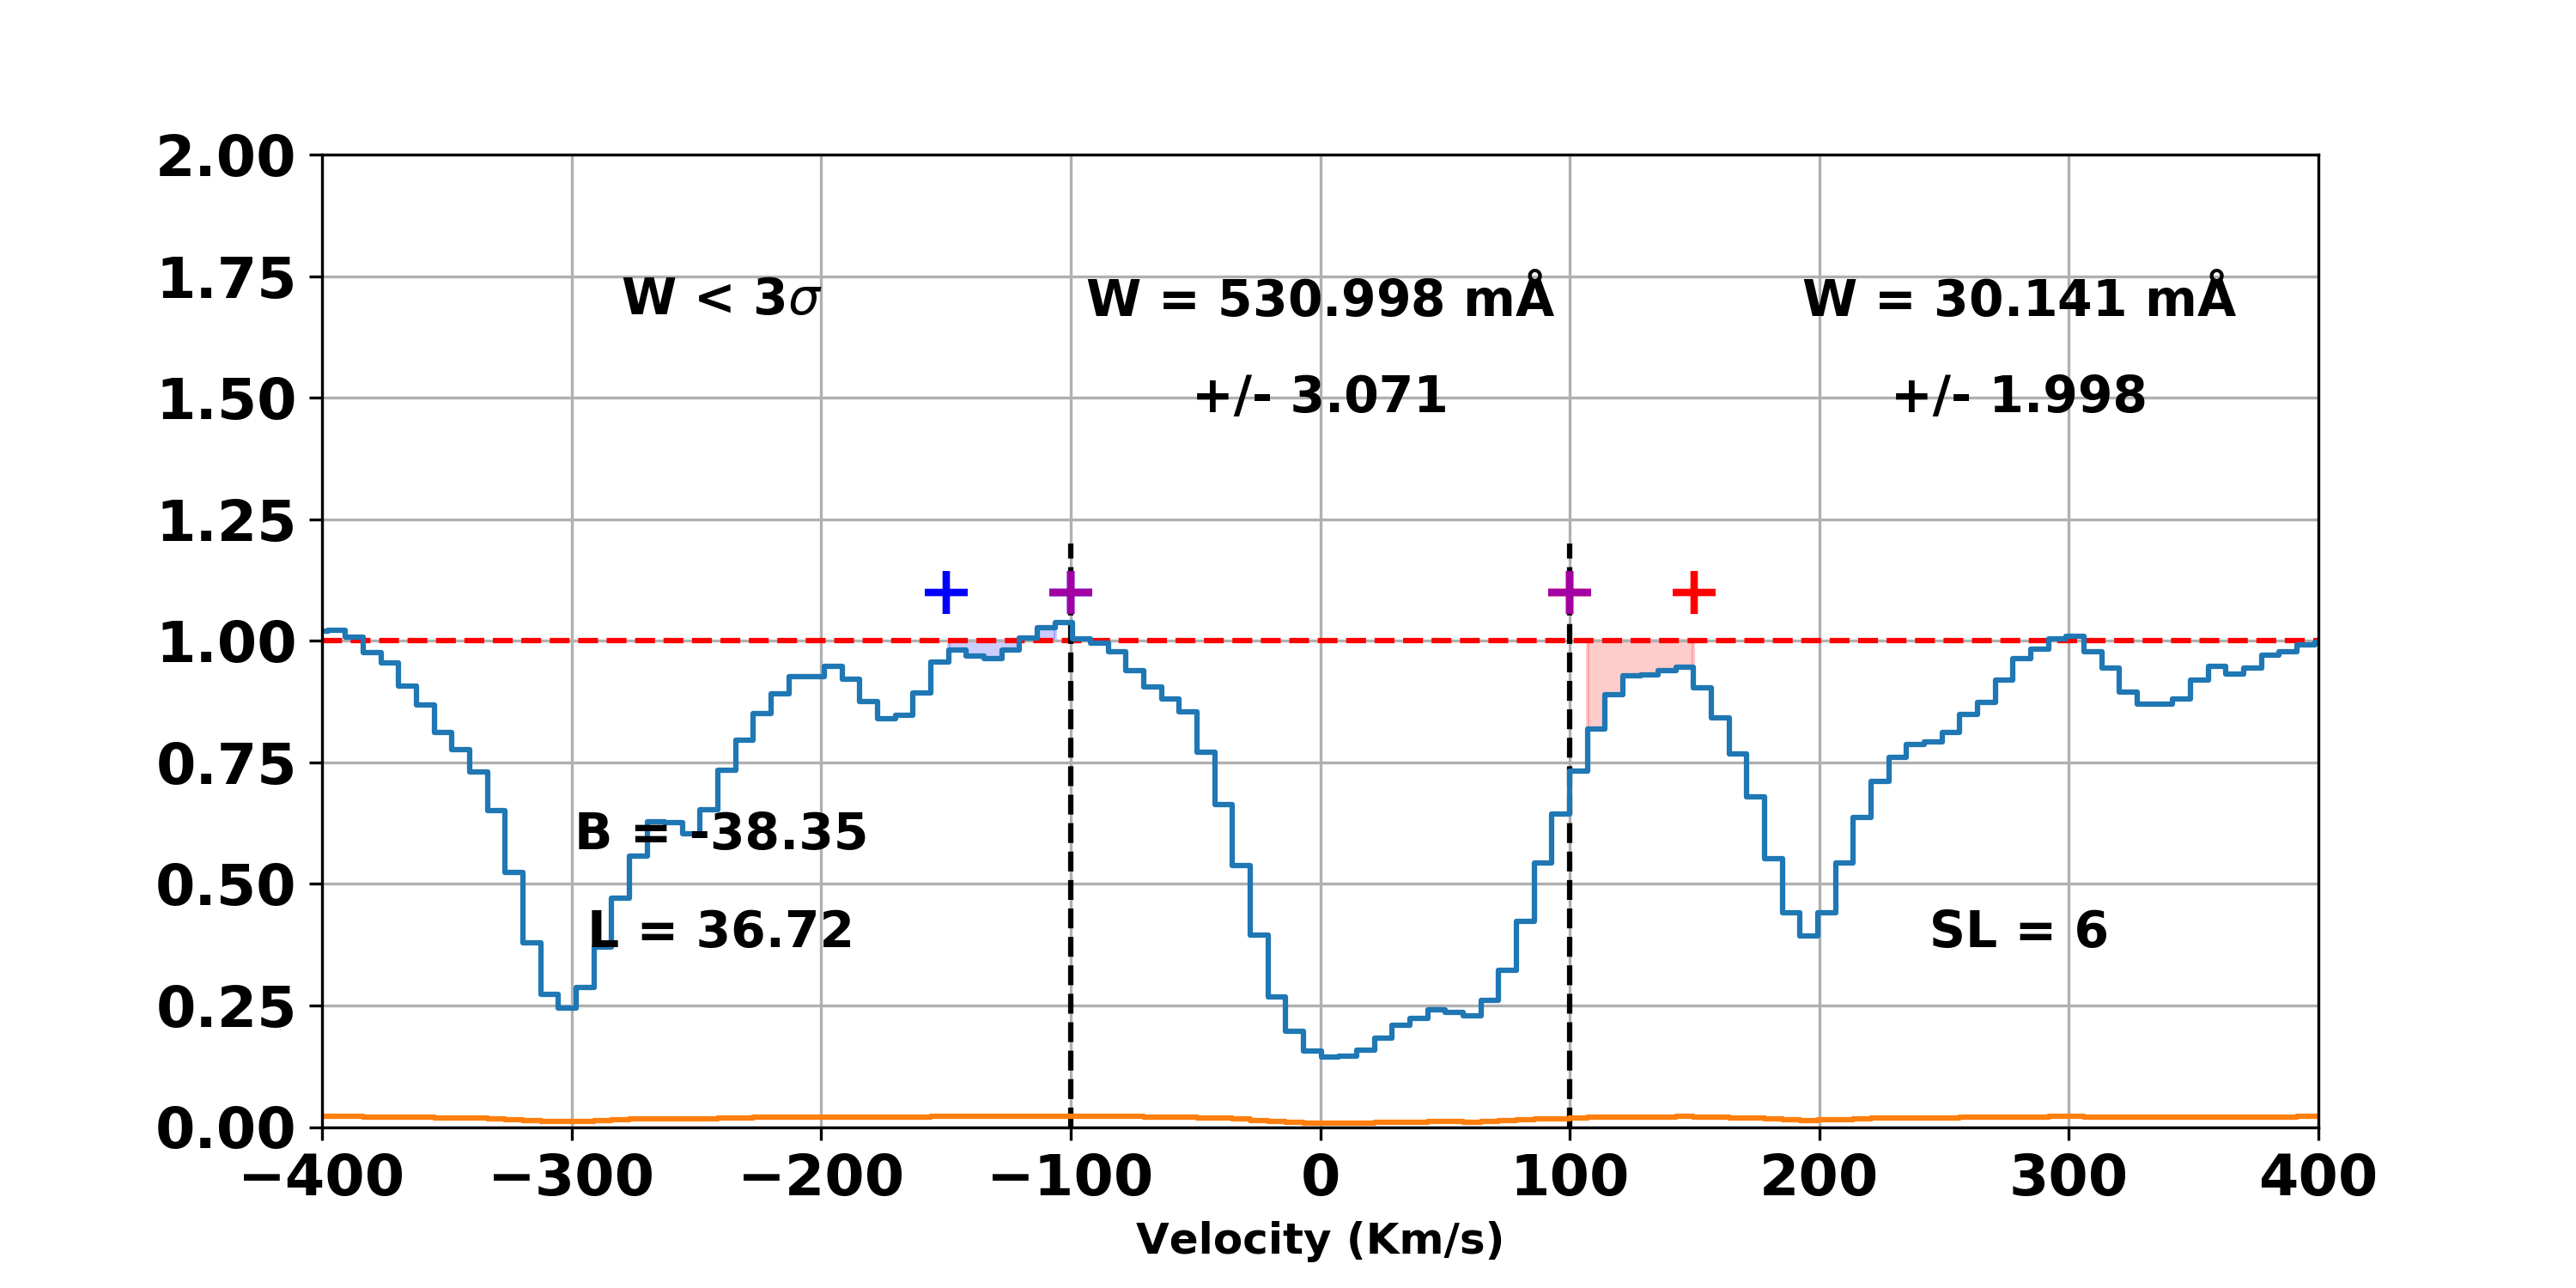 2.00
1.75
W < 3σ
W = 530.998 mÅ
W = 30.141 mÅ
1.50
+/- 3.071
+/- 1.998
1.25
1.00
0.75
B = -38.35
0.50
L = 36.72
SL = 6
0.25
0.00
−400 −300 −200 −100 0 100 200 300 400
Velocity (Km/s)